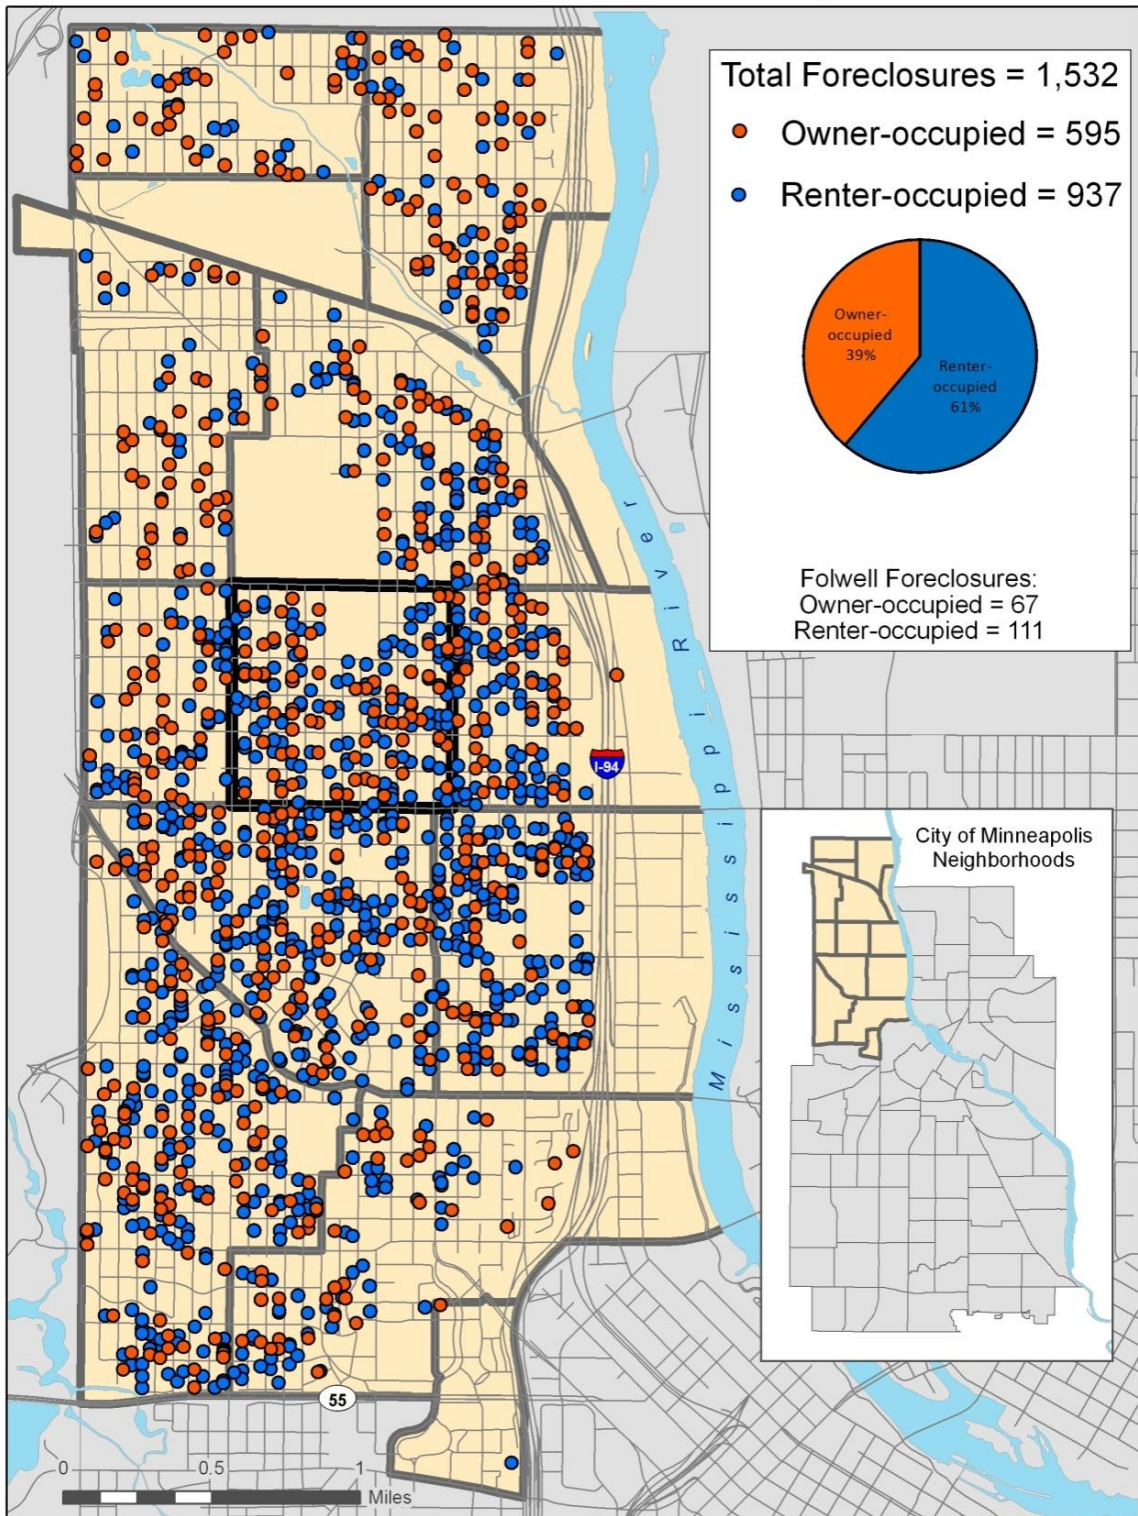 Total Foreclosures = 1,532
Owner-occupied = 595
Renter-occupied = 937
Owner-
occupied
39%
Renter-
occupied
61%
Folwell Foreclosures:
Owner-occupied = 67
Renter-occupied = 111
Mississippi River
I-94
City of Minneapolis
Neighborhoods
55
0 0.5 1
Miles